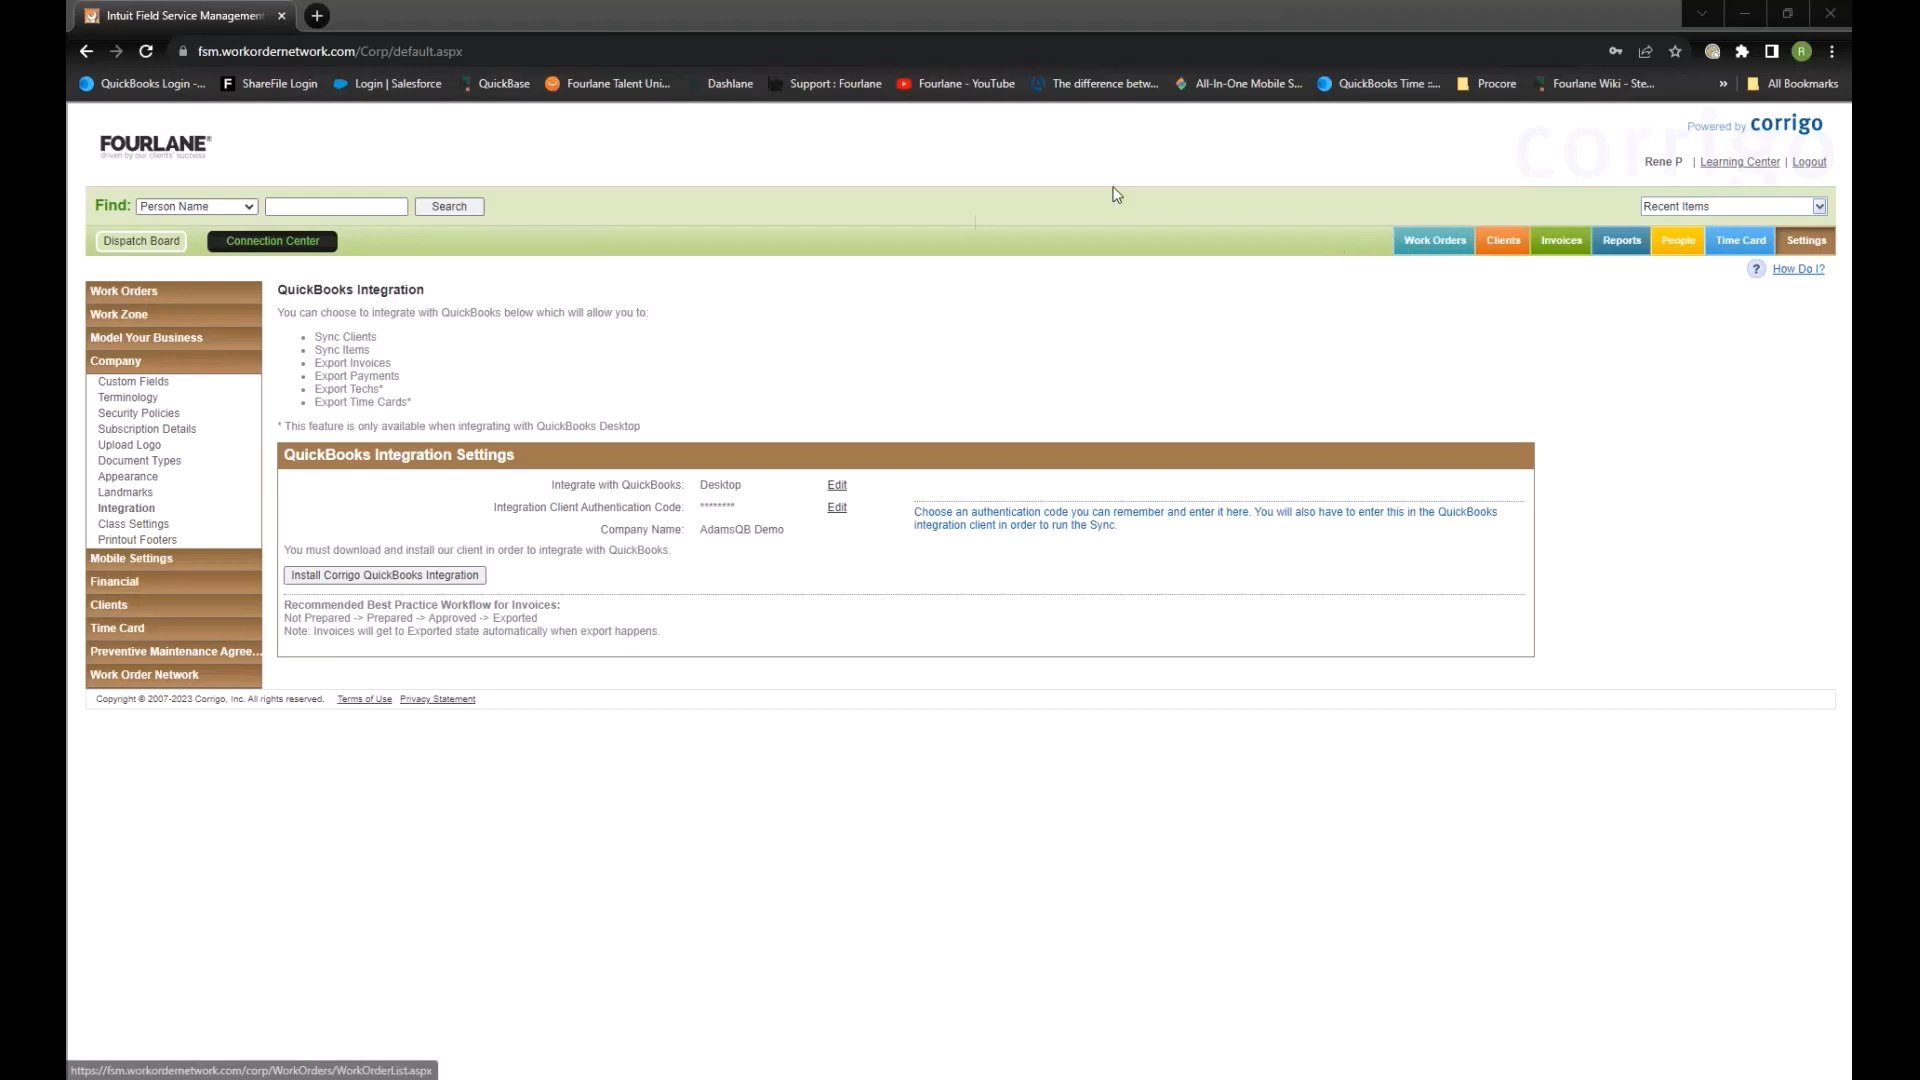 Intuit Field Service Management
fsm.workordernetwork.com/Corp/default.aspx
R
QuickBooks Login -... ShareFile Login Login | Salesforce QuickBase Fourlane Talent Uni... Dashlane Support : Fourlane Fourlane - YouTube The difference betw... All-In-One Mobile S... QuickBooks Time ::... Procore Fourlane Wiki - Ste... » All Bookmarks
Powered by corrigo
FOURLANE®
driven by our clients' success
corrigo
Rene P | Learning Center | Logout
Find: Person Name Search Recent Items
Dispatch Board Connection Center Work Orders Clients Invoices Reports People Time Card Settings
? How Do I?
Work Orders
Work Zone
Model Your Business
Company
Custom Fields
Terminology
Security Policies
Subscription Details
Upload Logo
Document Types
Appearance
Landmarks
Integration
Class Settings
Printout Footers
Mobile Settings
Financial
Clients
Time Card
Preventive Maintenance Agree...
Work Order Network
QuickBooks Integration
You can choose to integrate with QuickBooks below which will allow you to:
• Sync Clients
• Sync Items
• Export Invoices
• Export Payments
• Export Techs*
• Export Time Cards*
* This feature is only available when integrating with QuickBooks Desktop
QuickBooks Integration Settings
Integrate with QuickBooks: Desktop Edit
Integration Client Authentication Code: ******** Edit
Company Name: AdamsQB Demo
Choose an authentication code you can remember and enter it here. You will also have to enter this in the QuickBooks
integration client in order to run the Sync.
You must download and install our client in order to integrate with QuickBooks.
Install Corrigo QuickBooks Integration
Recommended Best Practice Workflow for Invoices:
Not Prepared -> Prepared -> Approved -> Exported
Note: Invoices will get to Exported state automatically when export happens.
Copyright © 2007-2023 Corrigo, Inc. All rights reserved. Terms of Use Privacy Statement
https://fsm.workordernetwork.com/corp/WorkOrders/WorkOrderList.aspx